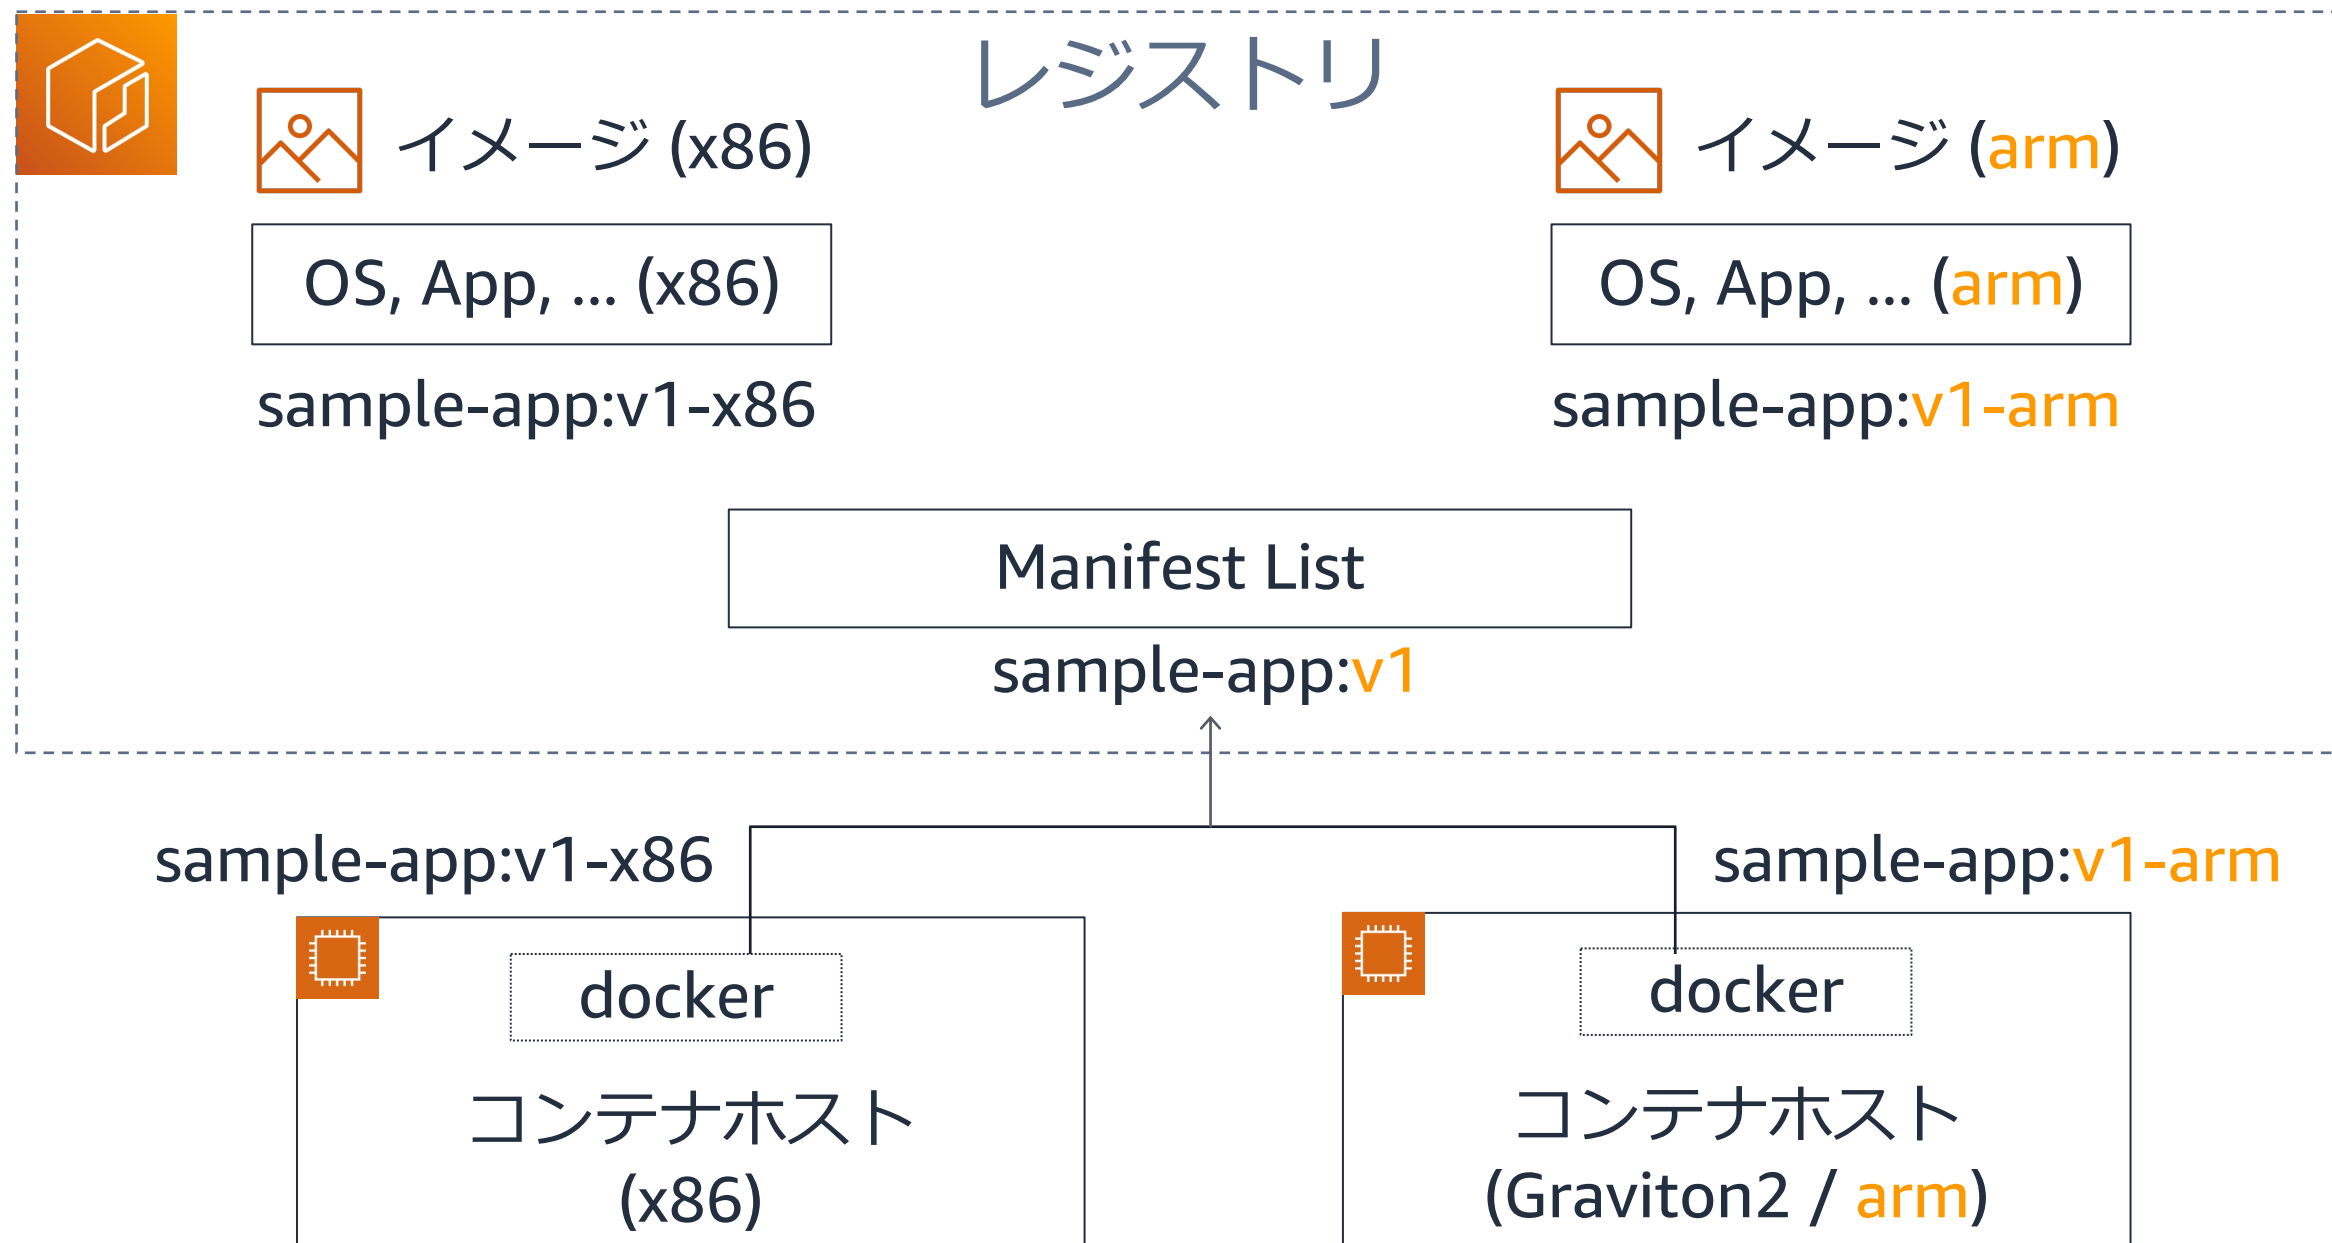 レジストリ
イメージ (x86)
イメージ (arm)
OS, App, ... (x86)
OS, App, ... (arm)
sample-app:v1-x86
sample-app:v1-arm
Manifest List
sample-app:v1
sample-app:v1-x86
sample-app:v1-arm
docker
docker
コンテナホスト
(x86)
コンテナホスト
(Graviton2 / arm)